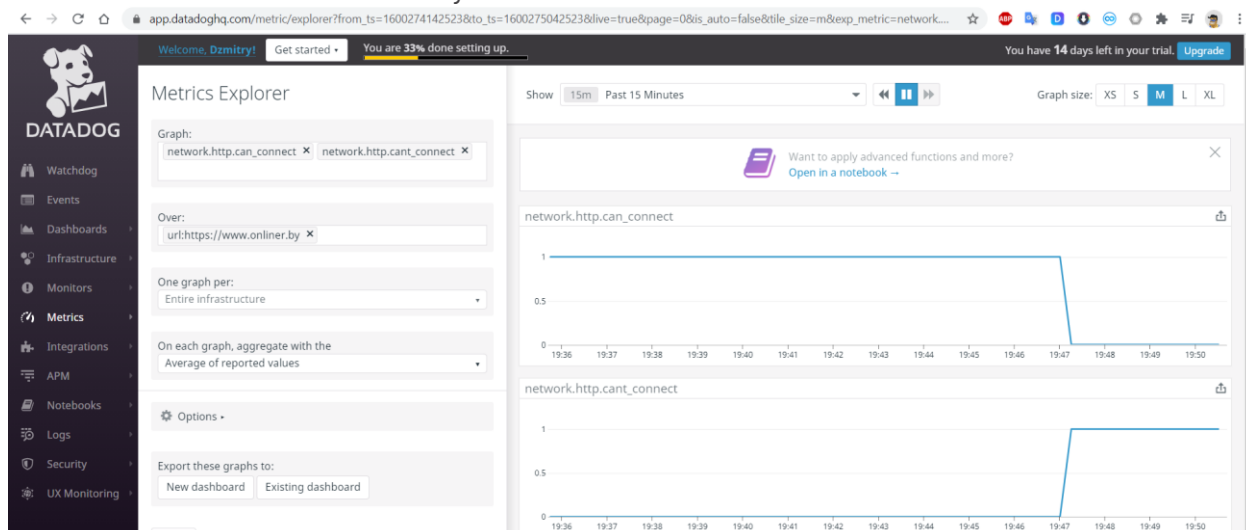 app.datadoghq.com/metric/explorer?from_ts=1600274142523&to_ts=1600275042523&live=true&page=0&is_auto=false&tile_size=m&exp_metric=network....
Welcome, Dzmitry! Get started You are 33% done setting up. You have 14 days left in your trial. Upgrade
DATADOG
Watchdog
Events
Dashboards
Infrastructure
Monitors
Metrics
Integrations
APM
Notebooks
Logs
Security
UX Monitoring
Metrics Explorer
Graph:
network.http.can_connect × network.http.cant_connect ×
Over:
url:https://www.onliner.by ×
One graph per:
Entire infrastructure
On each graph, aggregate with the
Average of reported values
Options
Export these graphs to:
New dashboard Existing dashboard
Show 15m Past 15 Minutes Graph size: XS S M L XL
Want to apply advanced functions and more?
Open in a notebook →
network.http.can_connect
1
0.5
0
19:36 19:37 19:38 19:39 19:40 19:41 19:42 19:43 19:44 19:45 19:46 19:47 19:48 19:49 19:50
network.http.cant_connect
1
0.5
0
19:36 19:37 19:38 19:39 19:40 19:41 19:42 19:43 19:44 19:45 19:46 19:47 19:48 19:49 19:50